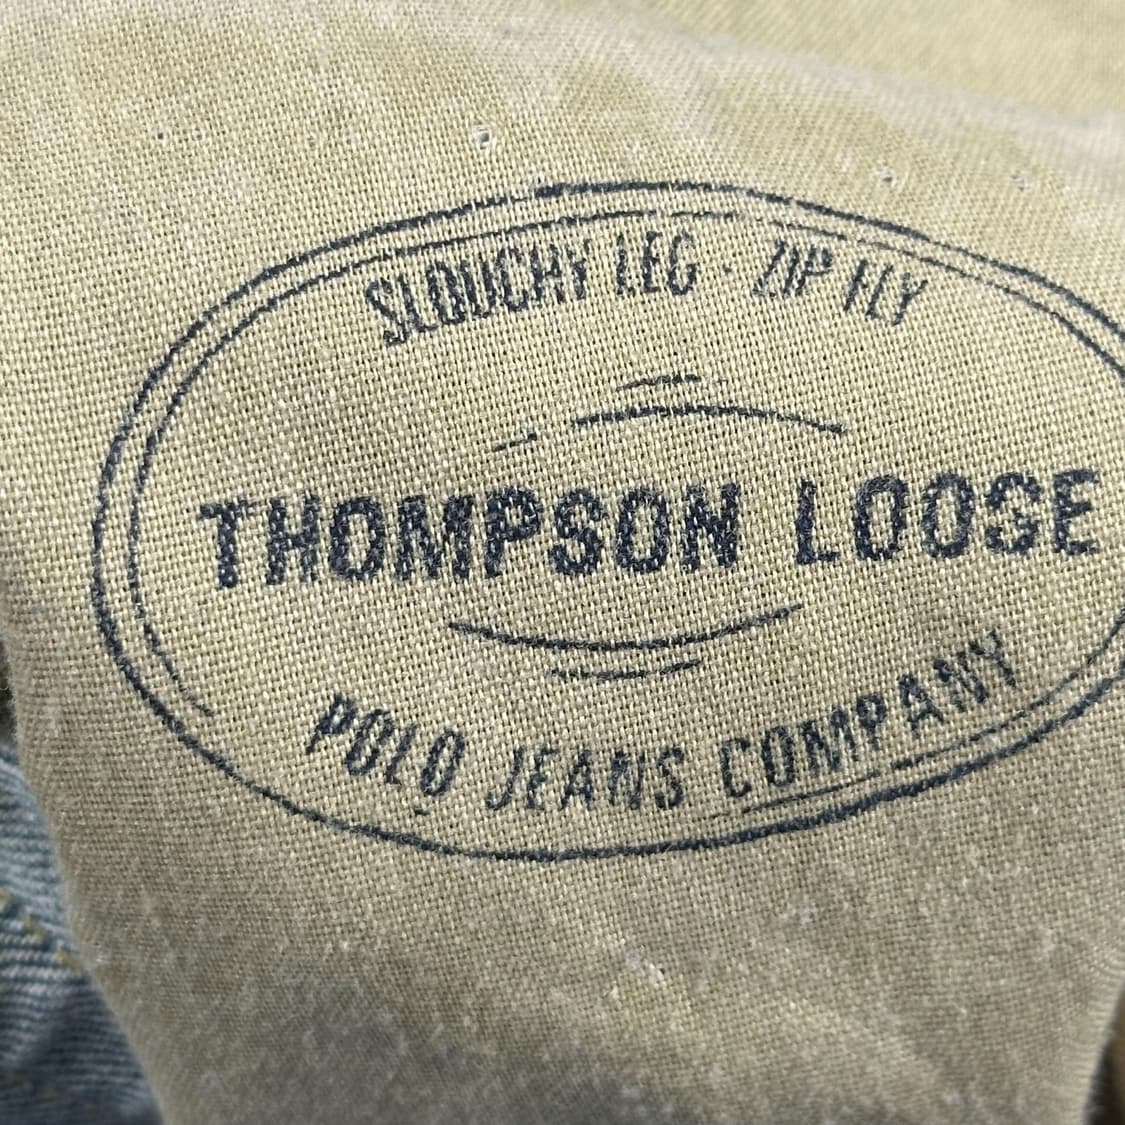 SLOUCHY LEG · ZIP FLY
THOMPSON LOOSE
POLO JEANS COMPANY